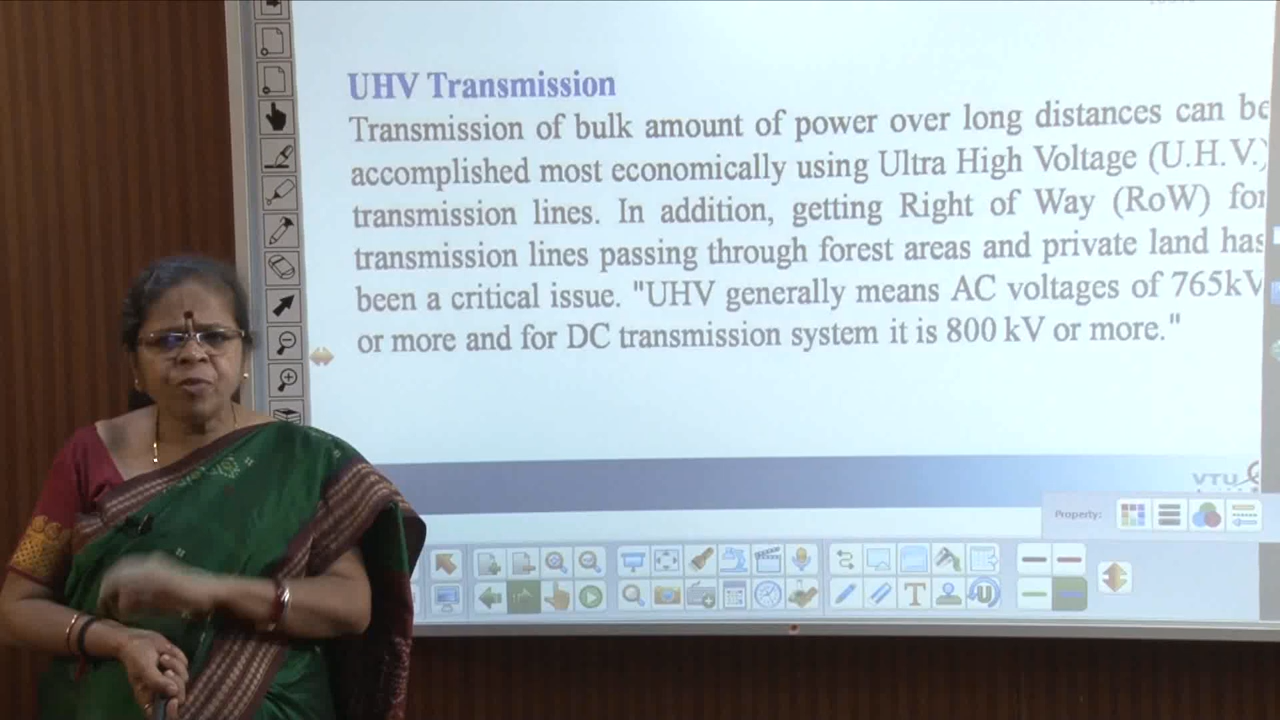 UHV Transmission
Transmission of bulk amount of power over long distances can be
accomplished most economically using Ultra High Voltage (U.H.V.)
transmission lines. In addition, getting Right of Way (RoW) for
transmission lines passing through forest areas and private land has
been a critical issue. "UHV generally means AC voltages of 765kV
or more and for DC transmission system it is 800 kV or more."
VTU
Property:
T
U